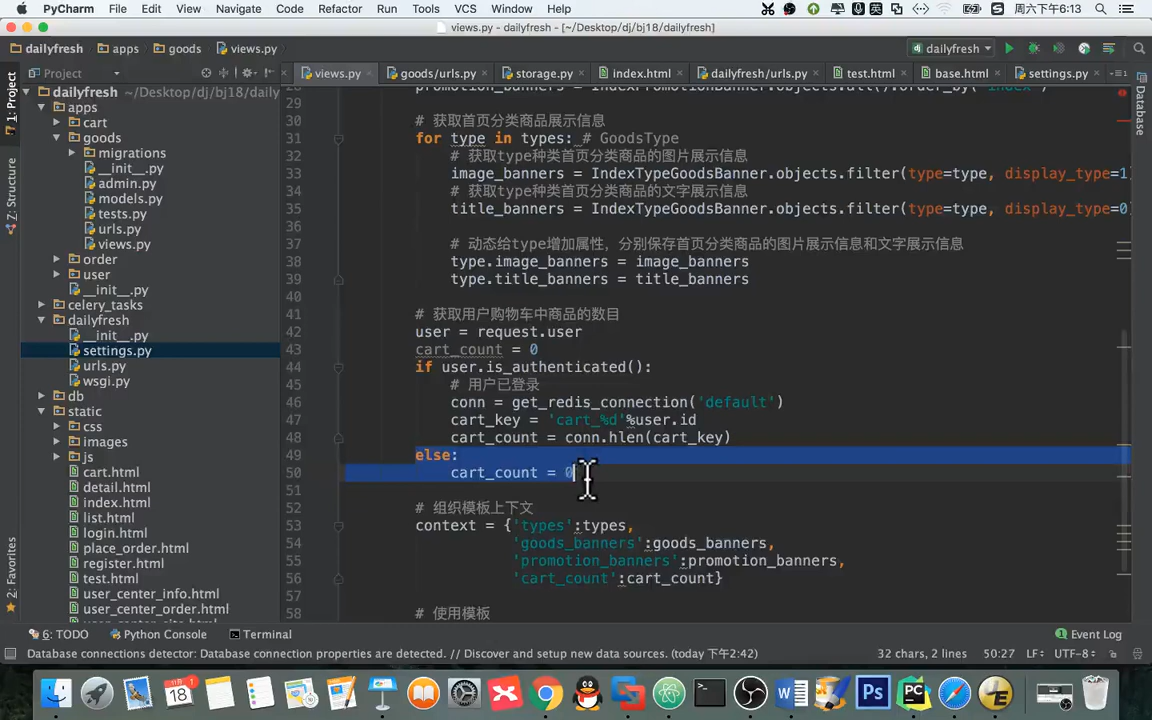 PyCharm File Edit View Navigate Code Refactor Run Tools VCS Window Help 周六下午6:13
views.py - [~/Desktop/dj/bj18/dailyfresh]
dailyfresh apps goods views.py dailyfresh
Project views.py goods/urls.py storage.py index.html dailyfresh/urls.py test.html base.html settings.py
dailyfresh ~/Desktop/dj/bj18/daily
apps
cart
goods
migrations
__init__.py
admin.py
models.py
tests.py
urls.py
views.py
order
user
__init__.py
celery_tasks
dailyfresh
__init__.py
settings.py
urls.py
wsgi.py
db
static
css
images
js
cart.html
detail.html
index.html
list.html
login.html
place_order.html
register.html
test.html
user_center_info.html
user_center_order.html
1: Project
7: Structure
2: Favorites
Database
29
30 # 获取首页分类商品展示信息
31 for type in types: # GoodsType
32 # 获取type种类首页分类商品的图片展示信息
33 image_banners = IndexTypeGoodsBanner.objects.filter(type=type, display_type=1)
34 # 获取type种类首页分类商品的文字展示信息
35 title_banners = IndexTypeGoodsBanner.objects.filter(type=type, display_type=0)
36
37 # 动态给type增加属性，分别保存首页分类商品的图片展示信息和文字展示信息
38 type.image_banners = image_banners
39 type.title_banners = title_banners
40
41 # 获取用户购物车中商品的数目
42 user = request.user
43 cart_count = 0
44 if user.is_authenticated():
45 # 用户已登录
46 conn = get_redis_connection('default')
47 cart_key = 'cart_%d'%user.id
48 cart_count = conn.hlen(cart_key)
49 else:
50 cart_count = 0
51
52 # 组织模板上下文
53 context = {'types':types,
54 'goods_banners':goods_banners,
55 'promotion_banners':promotion_banners,
56 'cart_count':cart_count}
57
58 # 使用模板
6: TODO Python Console Terminal Event Log
Database connections detector: Database connection properties are detected. // Discover and setup new data sources. (today 下午2:42) 32 chars, 2 lines 50:27 LF UTF-8
18